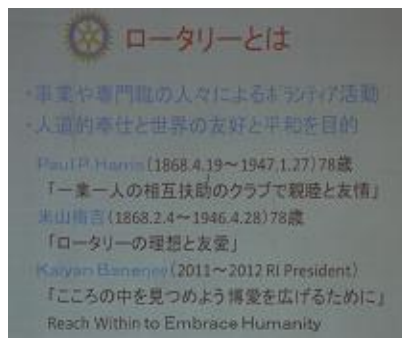 ロータリーとは
・事業や専門職の人々によるボランティア活動
・人道的奉仕と世界の友好と平和を目的
Paul P. Harris(1868.4.19～1947.1.27)78歳
「一業一人の相互扶助のクラブで親睦と友情」
米山梅吉(1868.2.4～1946.4.28)78歳
「ロータリーの理想と友愛」
Kalyan Banerjee(2011～2012 RI President)
「こころの中を見つめよう博愛を広げるために」
Reach Within to Embrace Humanity